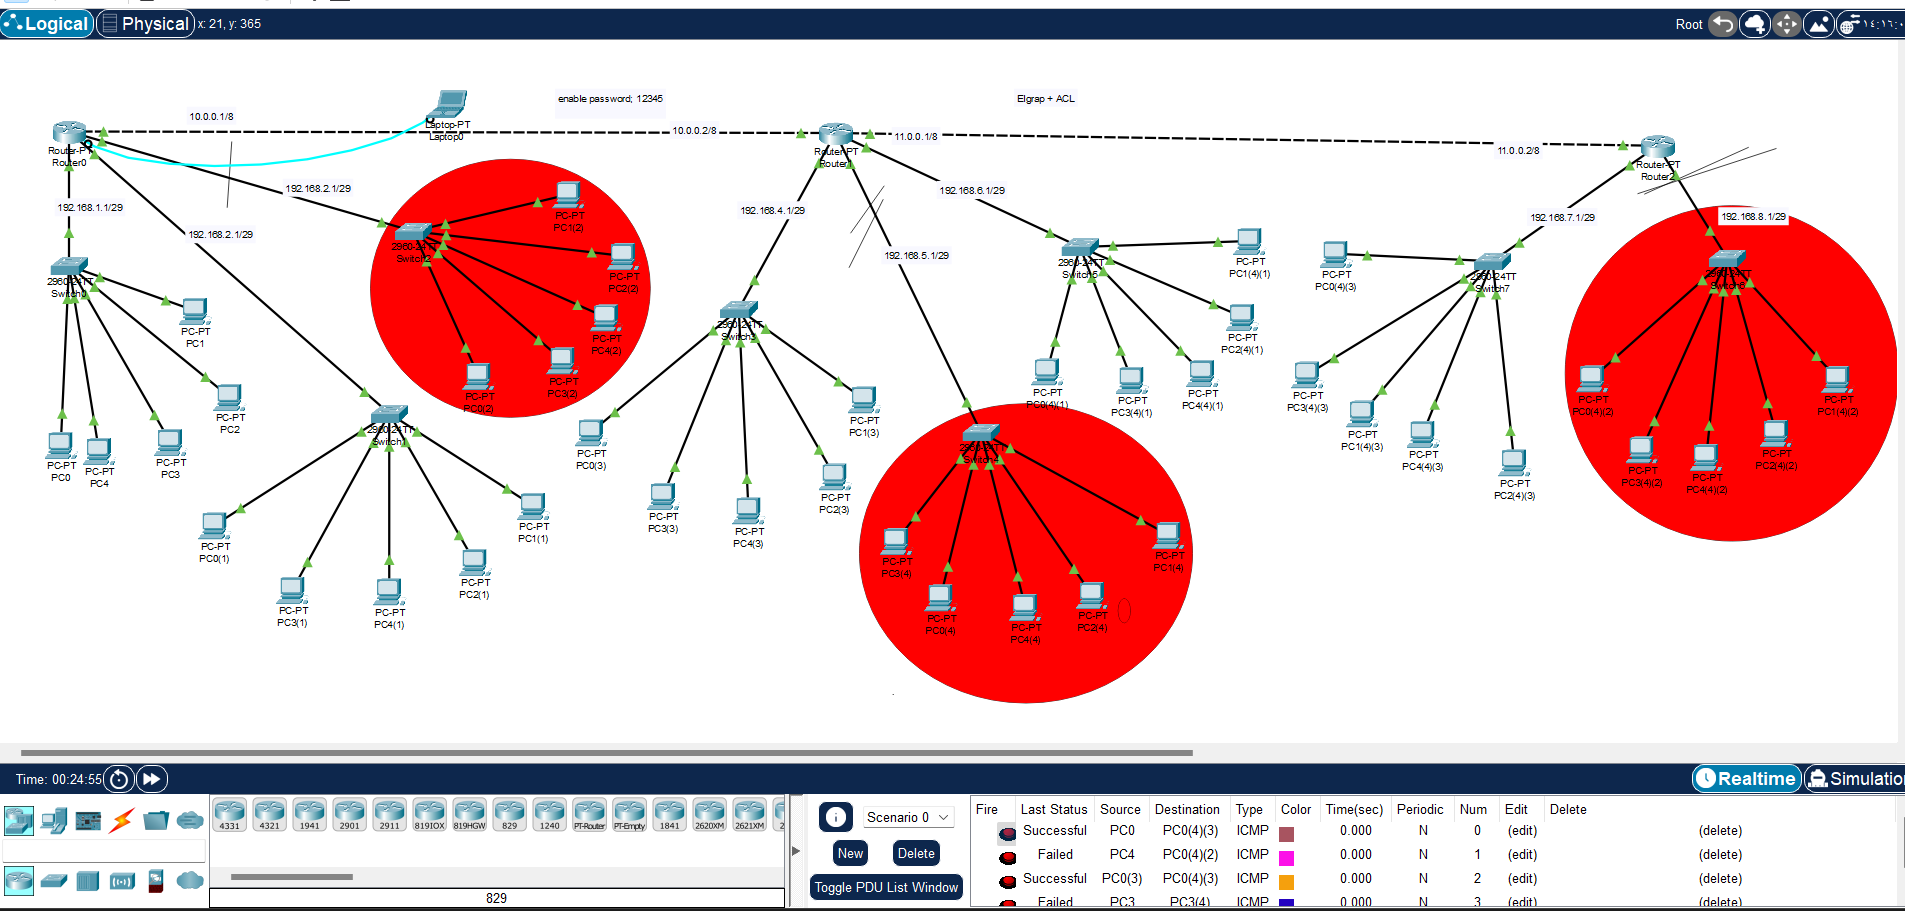 Logical Physical x: 21, y: 365 Root ١٤:١٦:٠
enable password; 12345
Elgrap + ACL
10.0.0.1/8
Laptop-PT
Laptop0
10.0.0.2/8
11.0.0.1/8
11.0.0.2/8
Router-PT
Router0
Router-PT
Router1
Router-PT
Router2
192.168.1.1/29
192.168.2.1/29
192.168.2.1/29
192.168.4.1/29
192.168.5.1/29
192.168.6.1/29
192.168.7.1/29
192.168.8.1/29
2960-24TT
Switch0
PC-PT
PC1
PC-PT
PC2
PC-PT
PC3
PC-PT
PC4
PC-PT
PC0
2960-24TT
Switch2
PC-PT
PC1(2)
PC-PT
PC2(2)
PC-PT
PC4(2)
PC-PT
PC3(2)
PC-PT
PC0(2)
2960-24TT
Switch1
PC-PT
PC0(1)
PC-PT
PC3(1)
PC-PT
PC4(1)
PC-PT
PC2(1)
PC-PT
PC1(1)
2960-24TT
Switch3
PC-PT
PC0(3)
PC-PT
PC3(3)
PC-PT
PC4(3)
PC-PT
PC2(3)
PC-PT
PC1(3)
2960-24TT
Switch4
PC-PT
PC3(4)
PC-PT
PC0(4)
PC-PT
PC4(4)
PC-PT
PC2(4)
PC-PT
PC1(4)
2960-24TT
Switch5
PC-PT
PC1(4)(1)
PC-PT
PC2(4)(1)
PC-PT
PC0(4)(1)
PC-PT
PC3(4)(1)
PC-PT
PC4(4)(1)
2960-24TT
Switch7
PC-PT
PC0(4)(3)
PC-PT
PC3(4)(3)
PC-PT
PC1(4)(3)
PC-PT
PC4(4)(3)
PC-PT
PC2(4)(3)
2960-24TT
Switch6
PC-PT
PC0(4)(2)
PC-PT
PC3(4)(2)
PC-PT
PC4(4)(2)
PC-PT
PC2(4)(2)
PC-PT
PC1(4)(2)
Time: 00:24:55 Realtime Simulation
4331 4321 1941 2901 2911 819IOX 819HGW 829 1240 PT-Router PT-Empty 1841 2620XM 2621XM 2
829
Scenario 0
New Delete
Toggle PDU List Window
Fire Last Status Source Destination Type Color Time(sec) Periodic Num Edit Delete
Successful PC0 PC0(4)(3) ICMP 0.000 N 0 (edit) (delete)
Failed PC4 PC0(4)(2) ICMP 0.000 N 1 (edit) (delete)
Successful PC0(3) PC0(4)(3) ICMP 0.000 N 2 (edit) (delete)
Failed PC3 PC3(4) ICMP 0.000 N 3 (edit) (delete)